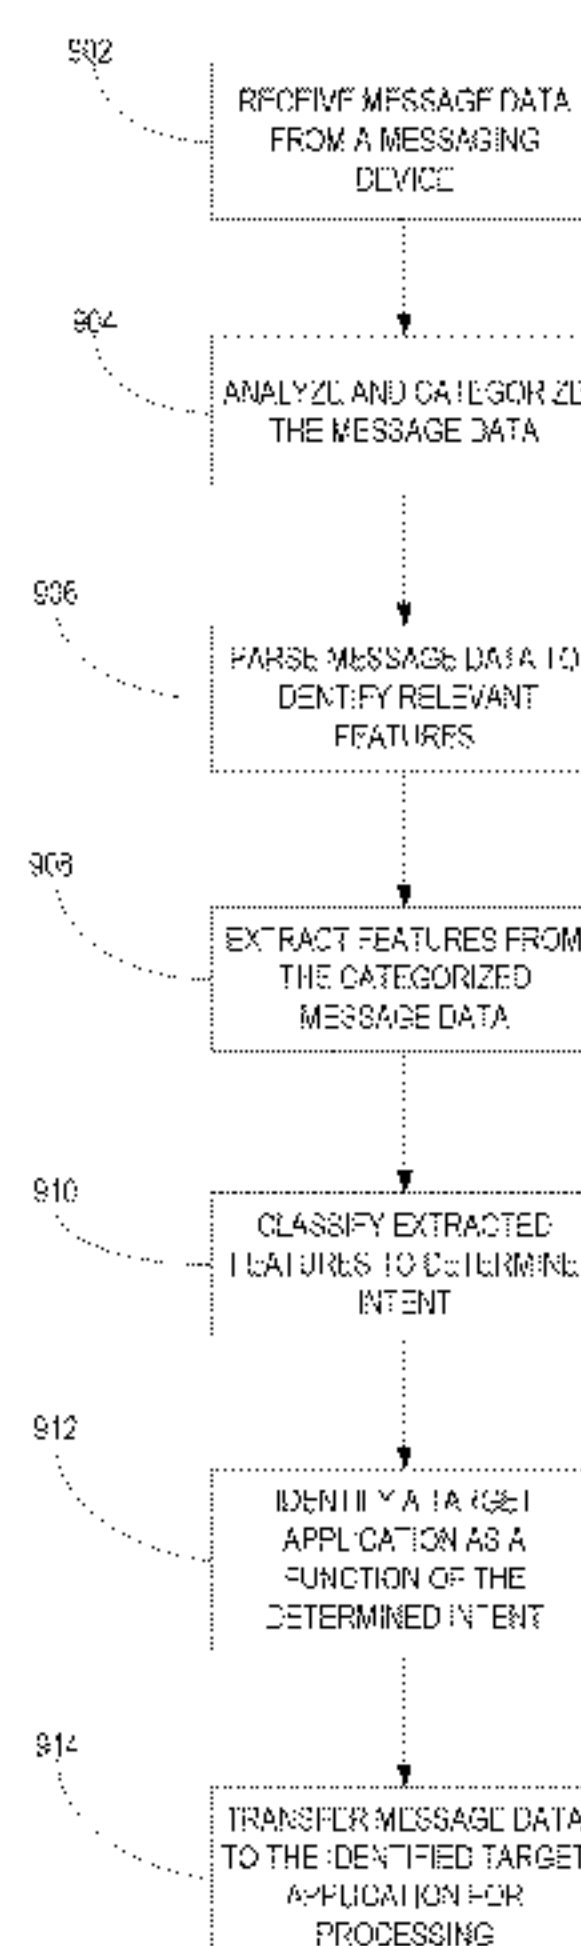 902
RECEIVE MESSAGE DATA
FROM A MESSAGING
DEVICE
904
ANALYZE AND CATEGORIZE
THE MESSAGE DATA
906
PARSE MESSAGE DATA TO
IDENTIFY RELEVANT
FEATURES
908
EXTRACT FEATURES FROM
THE CATEGORIZED
MESSAGE DATA
910
CLASSIFY EXTRACTED
FEATURES TO DETERMINE
INTENT
912
IDENTIFY A TARGET
APPLICATION AS A
FUNCTION OF THE
DETERMINED INTENT
914
TRANSFER MESSAGE DATA
TO THE IDENTIFIED TARGET
APPLICATION FOR
PROCESSING